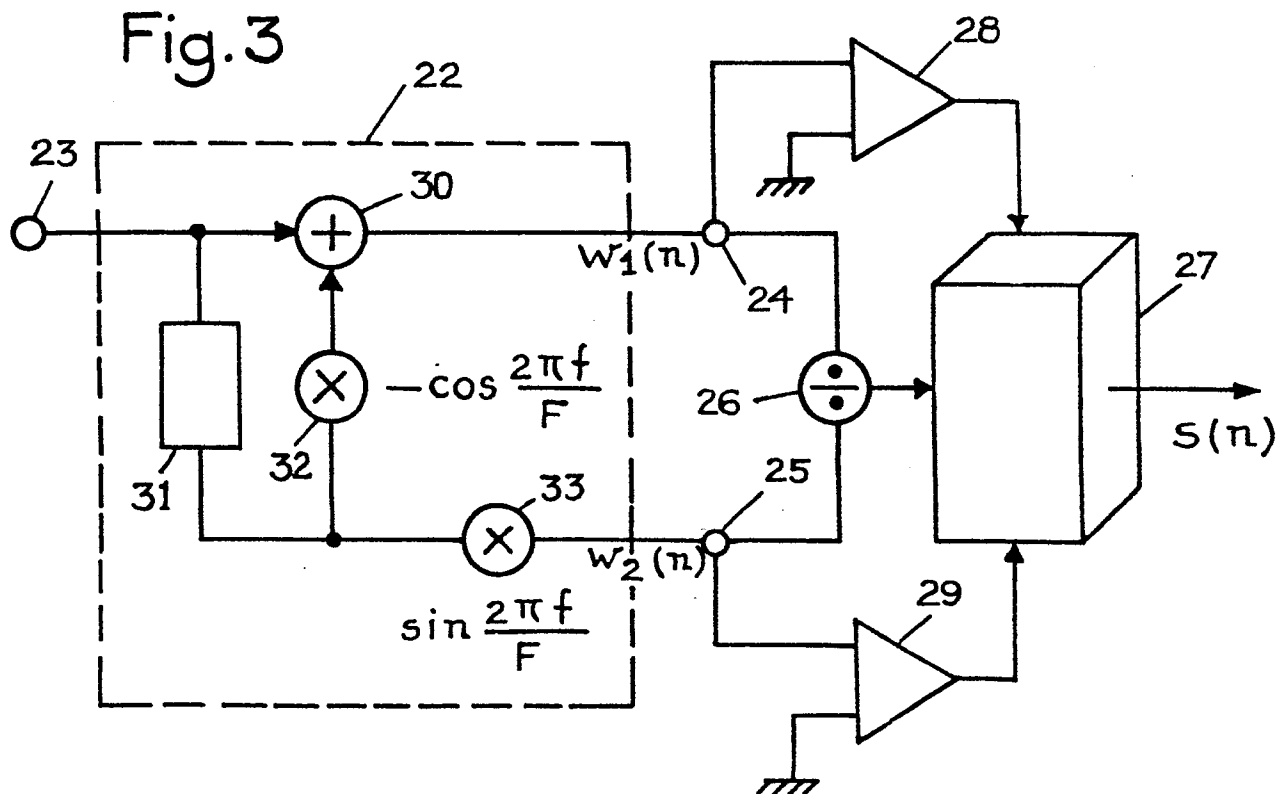 Fig. 3
22
28
23
30
W1(n)
24
27
— cos 2πf/F
26
S(n)
31
32
33
25
W2(n)
sin 2πf/F
29